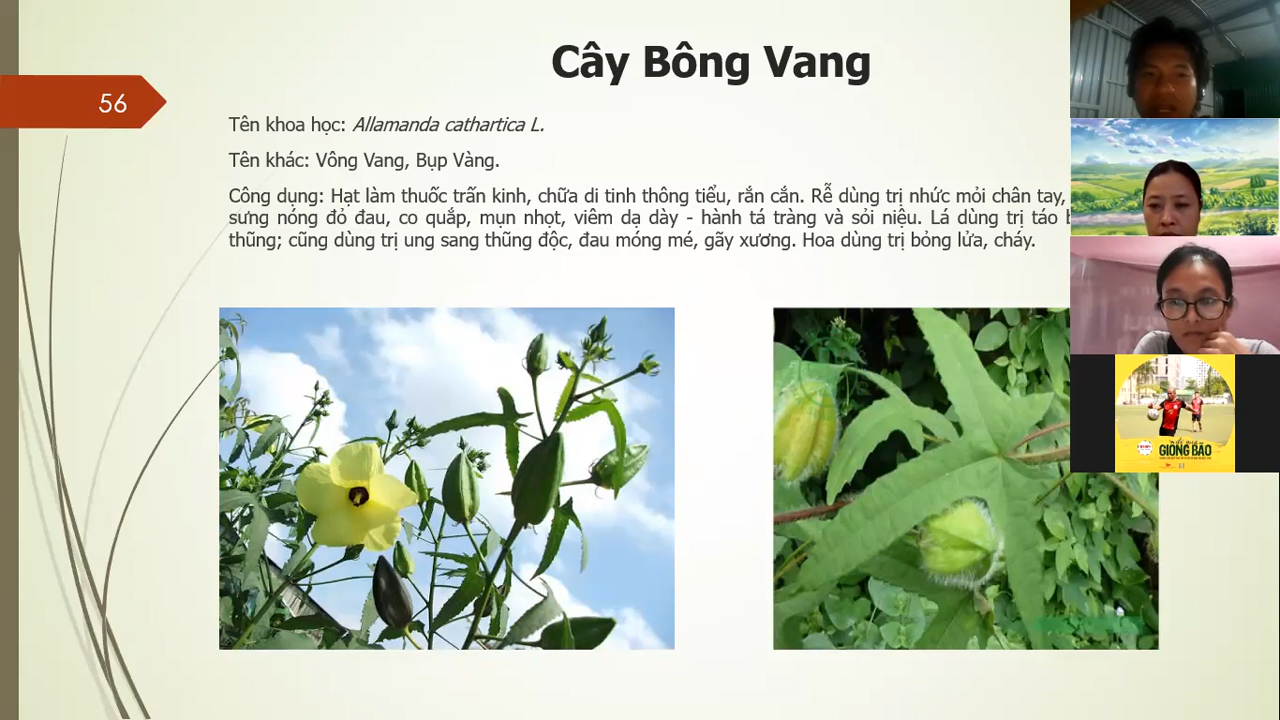 Cây Bông Vang
56
Tên khoa học: Allamanda cathartica L.
Tên khác: Vông Vang, Bụp Vàng.
Công dụng: Hạt làm thuốc trấn kinh, chữa di tinh thông tiểu, rắn cắn. Rễ dùng trị nhức mỏi chân tay,
sưng nóng đỏ đau, co quắp, mụn nhọt, viêm dạ dày - hành tá tràng và sỏi niệu. Lá dùng trị táo
thũng; cũng dùng trị ung sang thũng độc, đau móng mé, gãy xương. Hoa dùng trị bỏng lửa, cháy.
GIÔNG BÃO